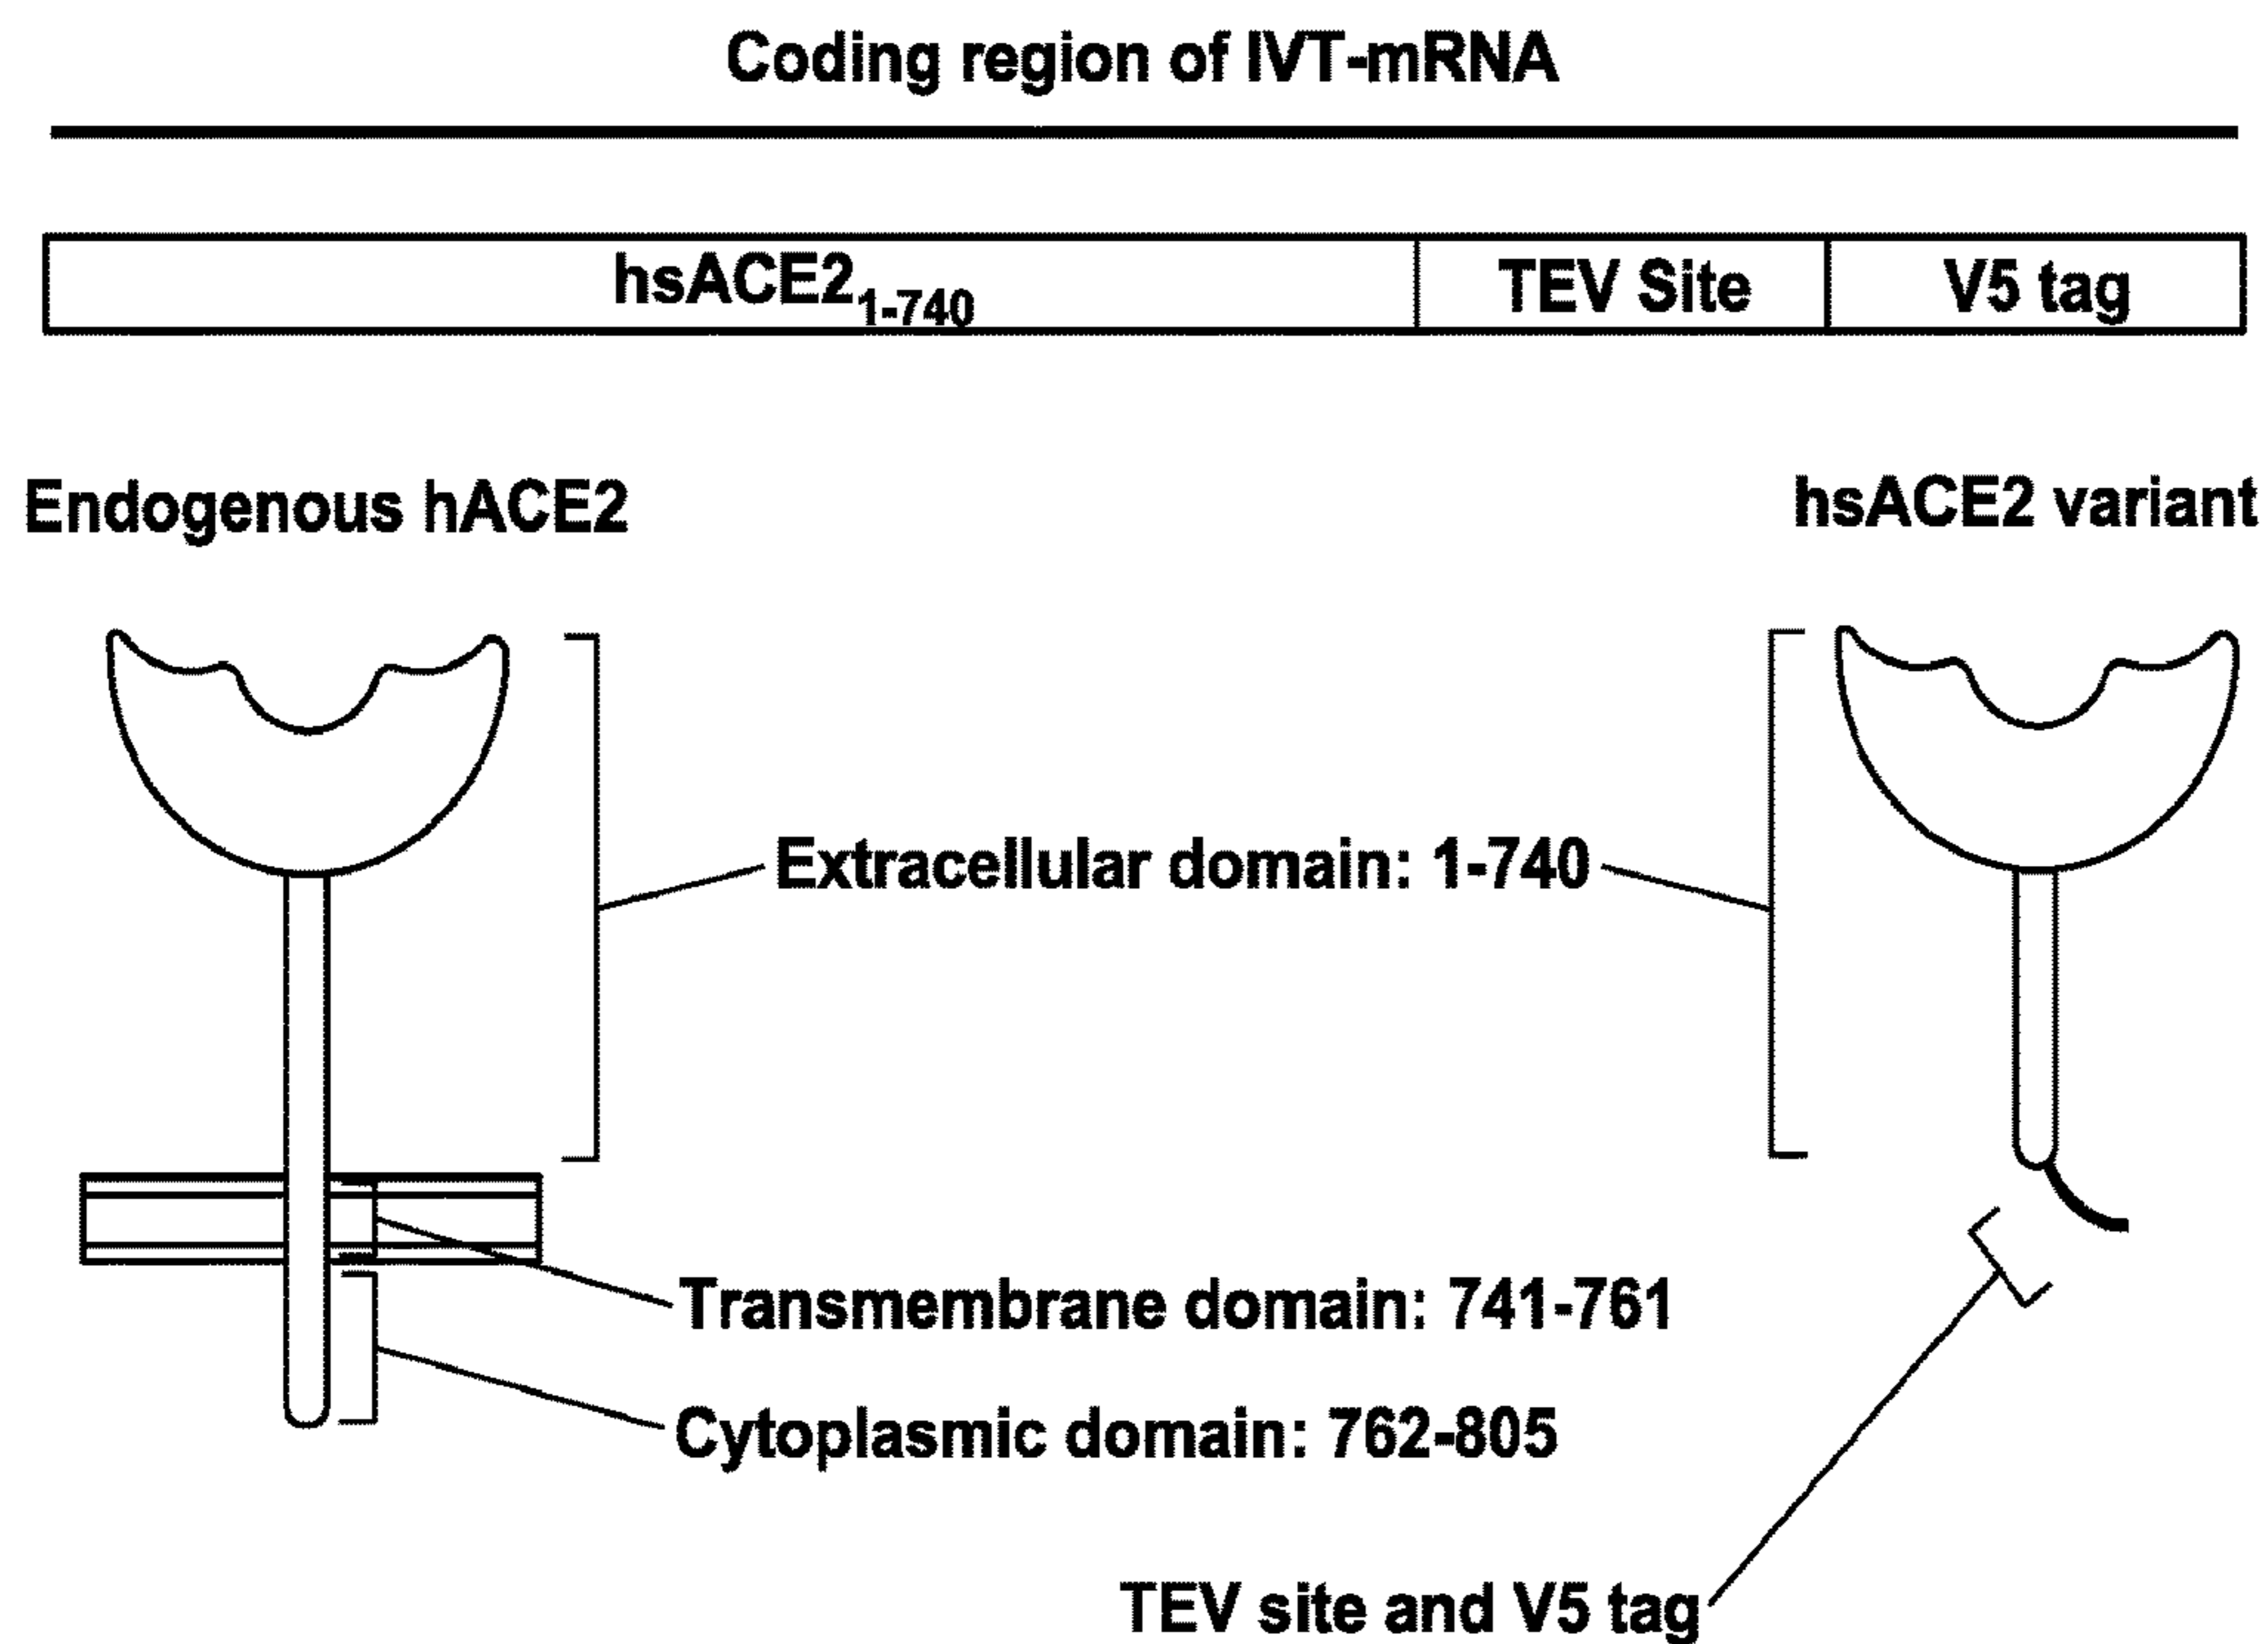 Coding region of IVT-mRNA
hsACE2₁₋₇₄₀
TEV Site
V5 tag
Endogenous hACE2
hsACE2 variant
Extracellular domain: 1-740
Transmembrane domain: 741-761
Cytoplasmic domain: 762-805
TEV site and V5 tag